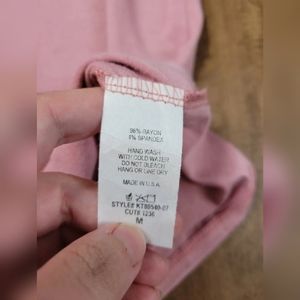 96% RAYON
4% SPANDEX
HAND WASH
WITH COLD WATER
DO NOT BLEACH
HANG OR LINE DRY
MADE IN U.S.A.
STYLE# KT80540-07
CUT# 1236
M